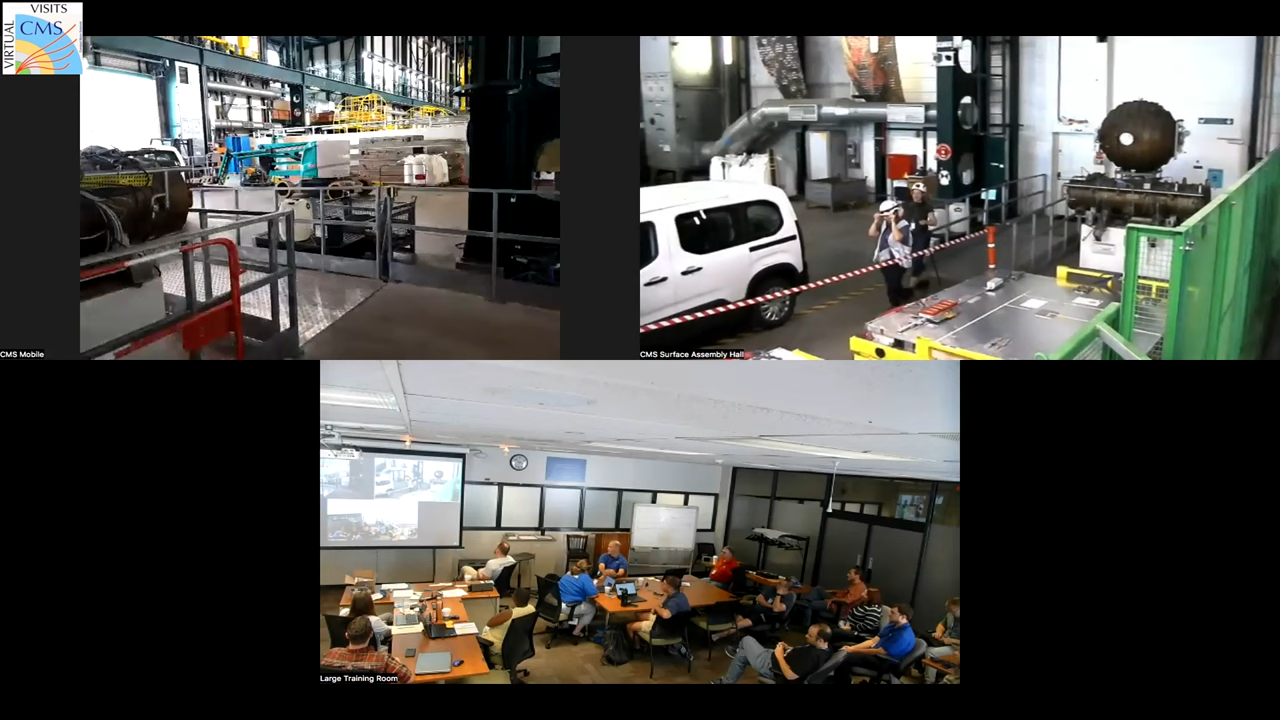 VISITS
VIRTUAL
CMS
CMS Mobile
CMS Surface Assembly Hall
Large Training Room